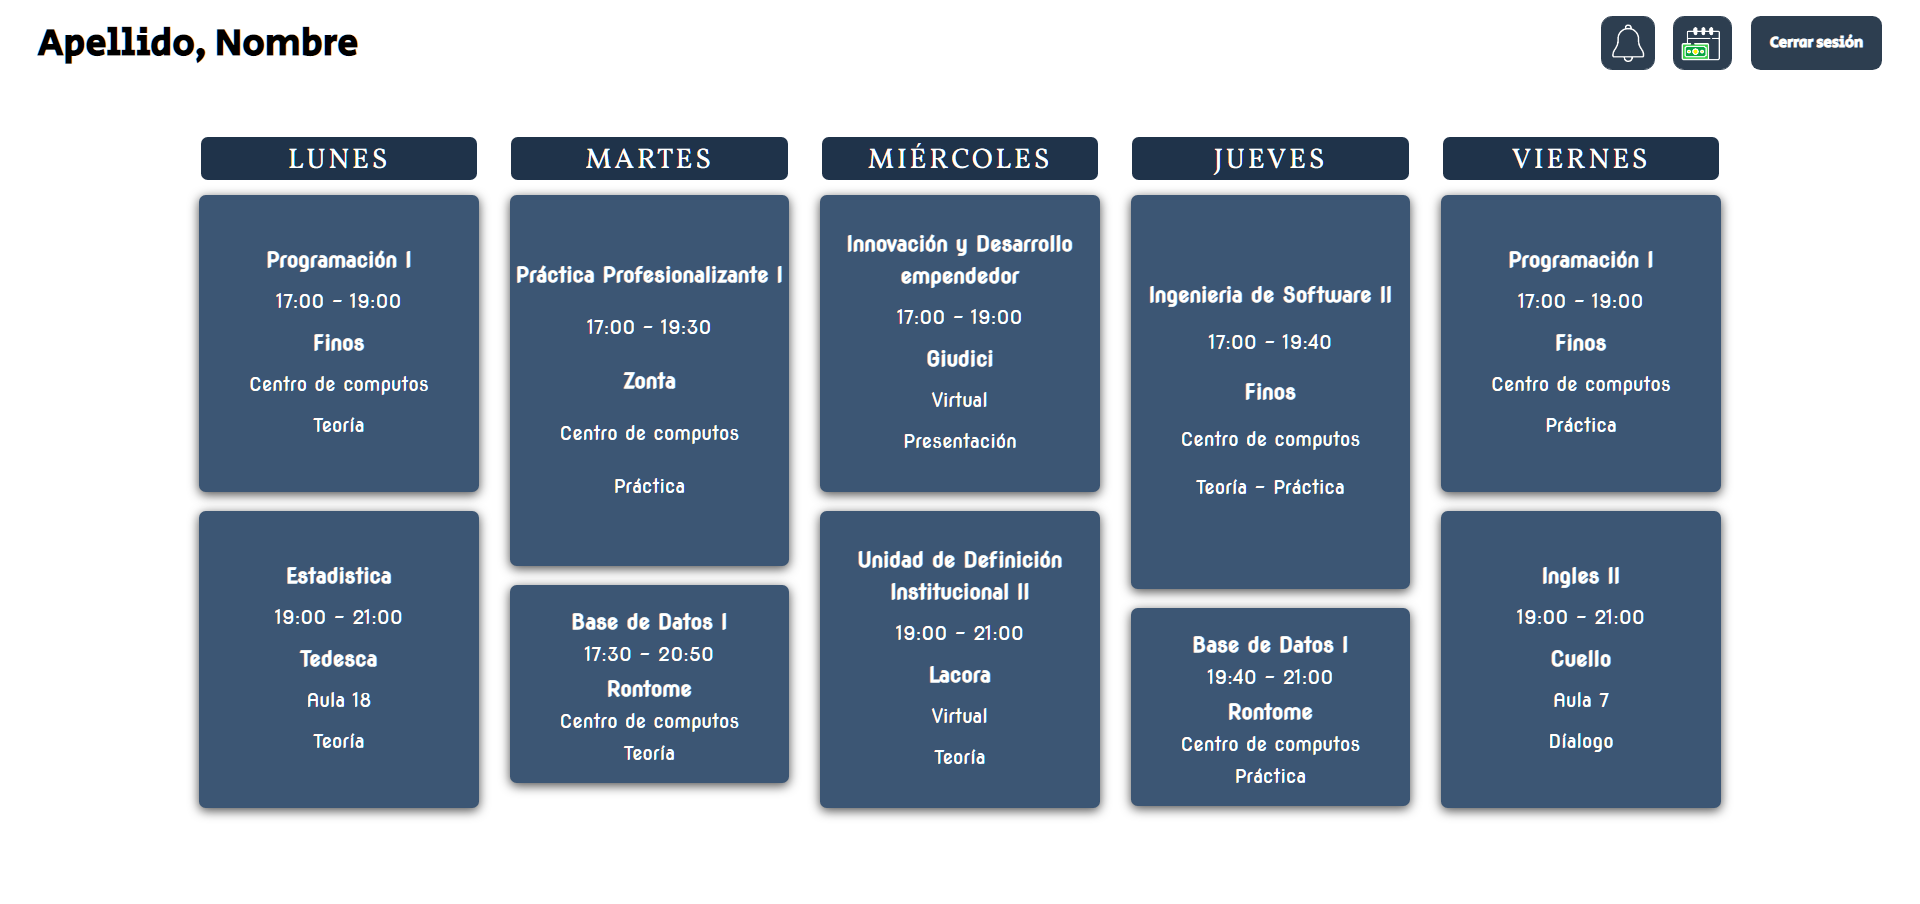 Apellido, Nombre
Cerrar sesión
LUNES
Programación I
17:00 - 19:00
Finos
Centro de computos
Teoría
Estadistica
19:00 - 21:00
Tedesca
Aula 18
Teoría
MARTES
Práctica Profesionalizante I
17:00 - 19:30
Zonta
Centro de computos
Práctica
Base de Datos I
17:30 - 20:50
Rontome
Centro de computos
Teoría
MIÉRCOLES
Innovación y Desarrollo
empendedor
17:00 - 19:00
Giudici
Virtual
Presentación
Unidad de Definición
Institucional II
19:00 - 21:00
Lacora
Virtual
Teoría
JUEVES
Ingenieria de Software II
17:00 - 19:40
Finos
Centro de computos
Teoría - Práctica
Base de Datos I
19:40 - 21:00
Rontome
Centro de computos
Práctica
VIERNES
Programación I
17:00 - 19:00
Finos
Centro de computos
Práctica
Ingles II
19:00 - 21:00
Cuello
Aula 7
Díalogo